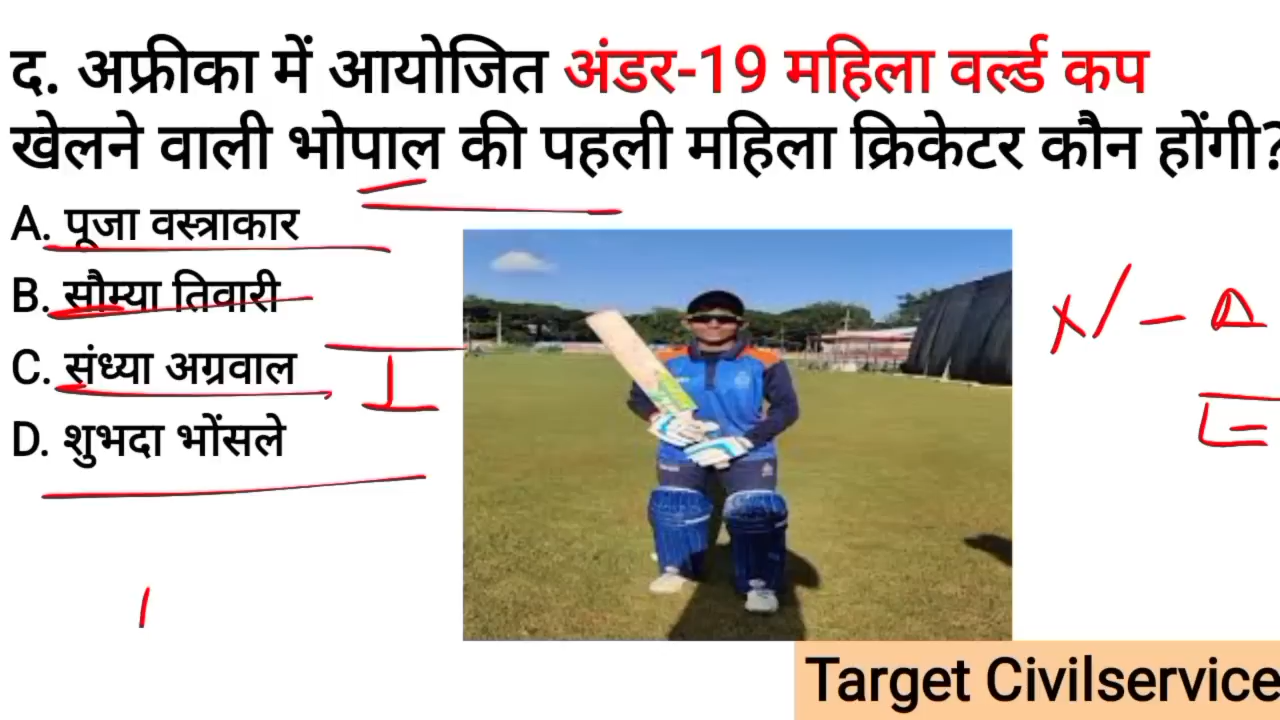 द. अफ्रीका में आयोजित अंडर-19 महिला वर्ल्ड कप
खेलने वाली भोपाल की पहली महिला क्रिकेटर कौन होंगी?
A. पूजा वस्त्राकार
B. सौम्या तिवारी
C. संध्या अग्रवाल
D. शुभदा भोंसले
Target Civilservice